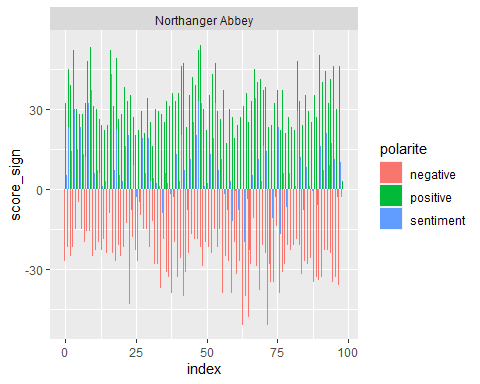 Northanger Abbey
score_sign
30
0
-30
0
25
50
75
100
index
polarite
negative
positive
sentiment